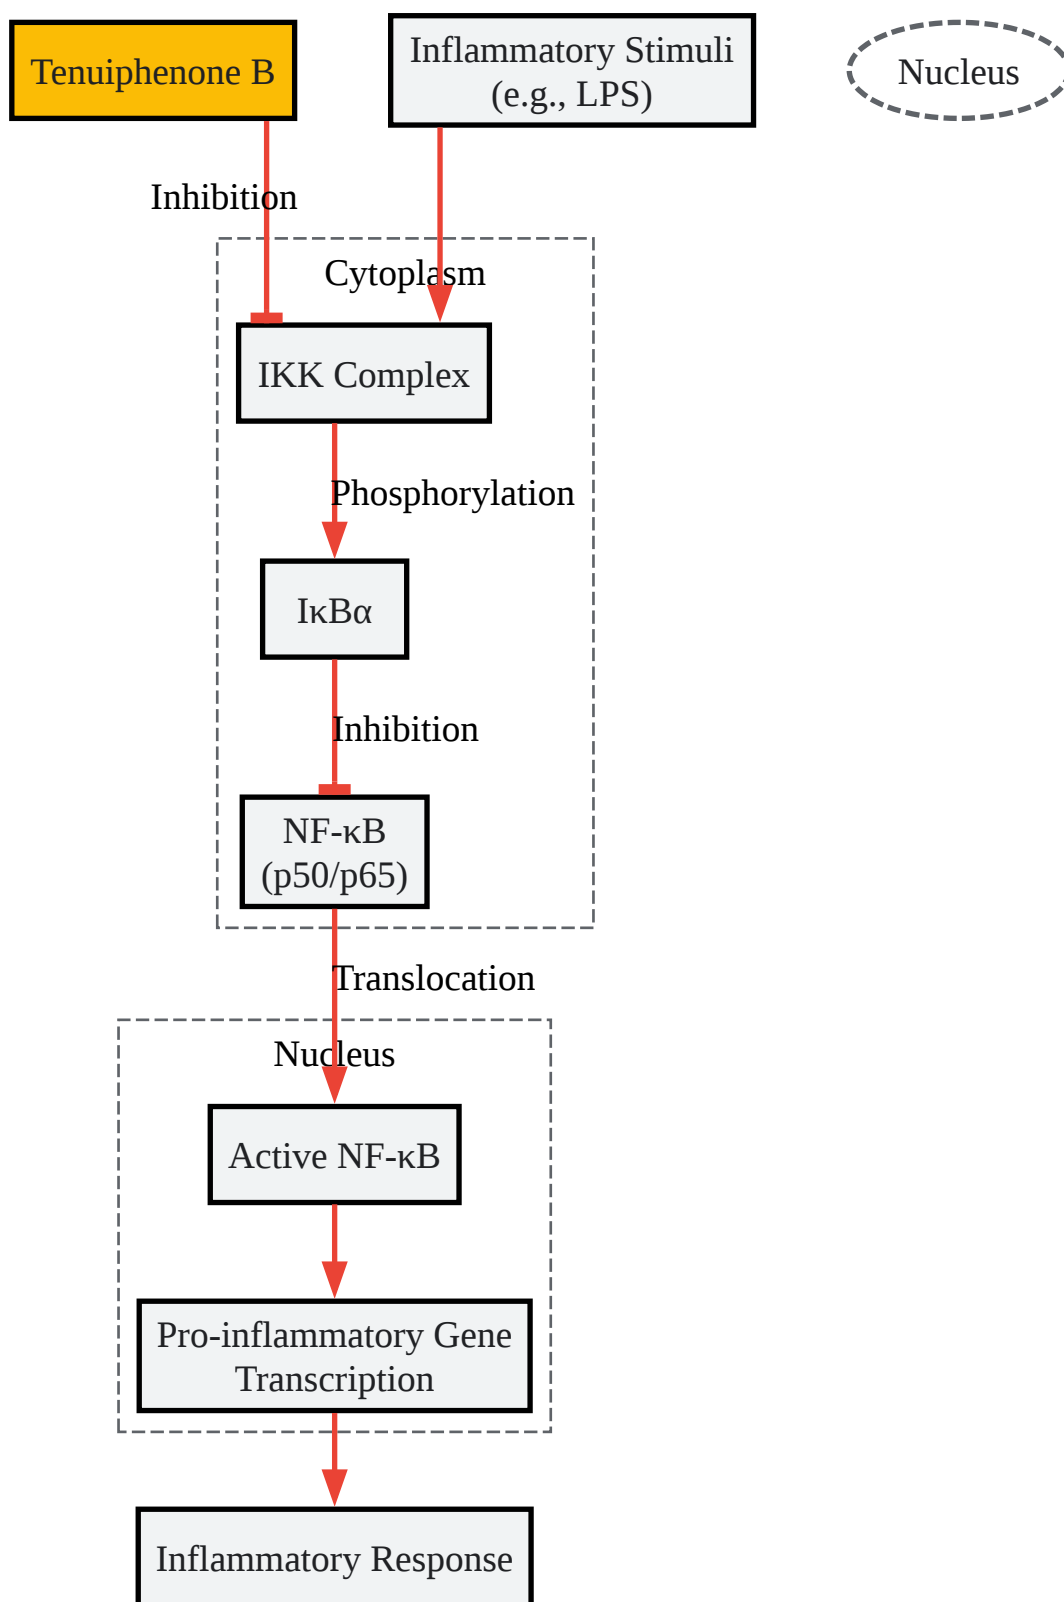 Tenuiphenone B
Inflammatory Stimuli
(e.g., LPS)
Nucleus
Inhibition
Cytoplasm
IKK Complex
Phosphorylation
IκBα
Inhibition
NF-κB
(p50/p65)
Translocation
Nucleus
Active NF-κB
Pro-inflammatory Gene
Transcription
Inflammatory Response